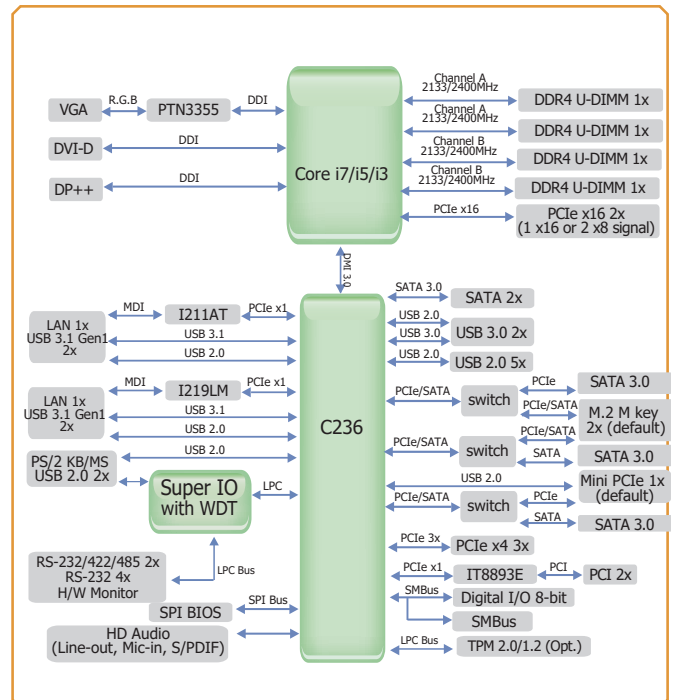 Channel A
2133/2400MHz
DDR4 U-DIMM 1x
Channel A
2133/2400MHz
DDR4 U-DIMM 1x
Channel B
2133/2400MHz
DDR4 U-DIMM 1x
Channel B
2133/2400MHz
DDR4 U-DIMM 1x
PCIe x16
PCIe x16 2x
(1 x16 or 2 x8 signal)
VGA
R.G.B
PTN3355
DDI
DVI-D
DDI
DP++
DDI
Core i7/i5/i3
DMI 3.0
C236
LAN 1x
USB 3.1 Gen1
2x
MDI
I211AT
PCIe x1
USB 3.1
USB 2.0
LAN 1x
USB 3.1 Gen1
2x
MDI
I219LM
PCIe x1
USB 3.1
USB 2.0
PS/2 KB/MS
USB 2.0 2x
USB 2.0
Super IO
with WDT
LPC
RS-232/422/485 2x
RS-232 4x
H/W Monitor
LPC Bus
SPI BIOS
SPI Bus
HD Audio
(Line-out, Mic-in, S/PDIF)
SATA 3.0
SATA 2x
USB 2.0
USB 3.0
USB 3.0 2x
USB 2.0
USB 2.0 5x
PCIe/SATA
switch
PCIe
SATA 3.0
PCIe/SATA
M.2 M key
2x (default)
PCIe/SATA
switch
PCIe/SATA
SATA
SATA 3.0
USB 2.0
Mini PCIe 1x
(default)
PCIe/SATA
switch
PCIe
SATA
SATA 3.0
PCIe 3x
PCIe x4 3x
PCIe x1
IT8893E
PCI
PCI 2x
SMBus
Digital I/O 8-bit
SMBus
LPC Bus
TPM 2.0/1.2 (Opt.)